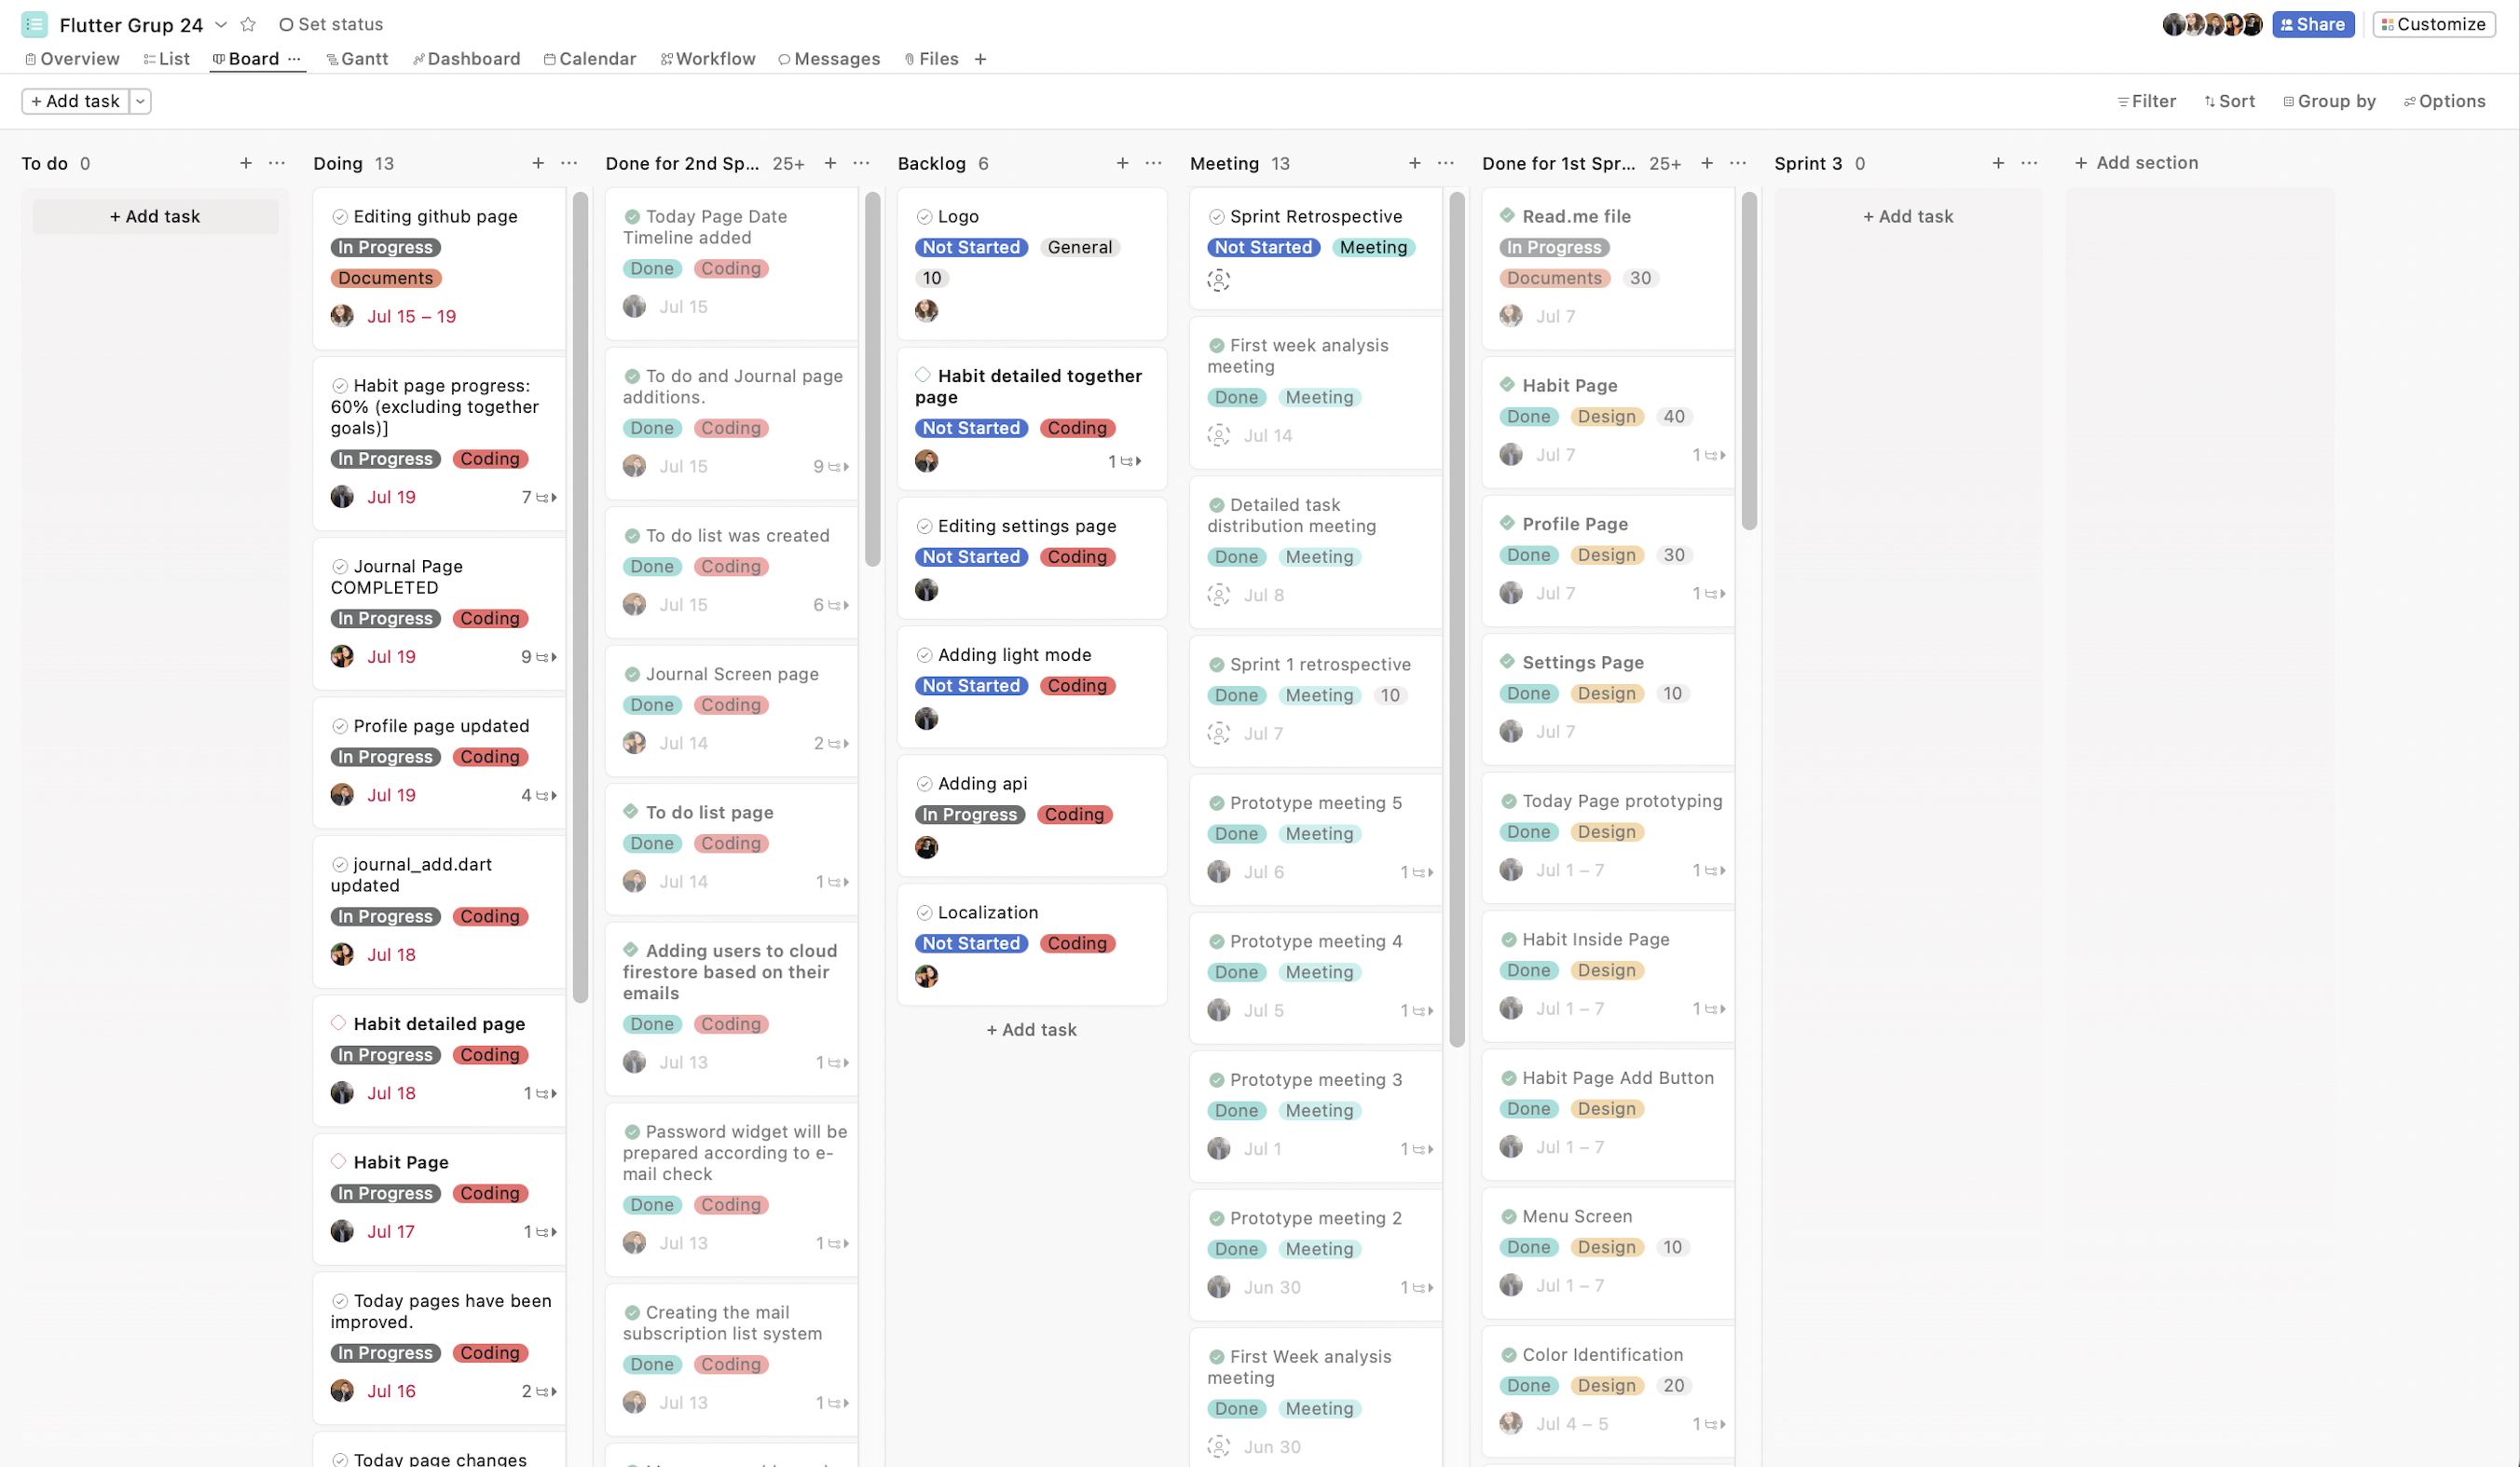 Flutter Grup 24
Set status
Share
Customize
Overview
List
Board
Gantt
Dashboard
Calendar
Workflow
Messages
Files
+ Add task
Filter
Sort
Group by
Options
To do 0
+ Add task
Doing 13
Editing github page
In Progress
Documents
Jul 15 – 19
Habit page progress:
60% (excluding together
goals)]
In Progress Coding
Jul 19 7
Journal Page
COMPLETED
In Progress Coding
Jul 19 9
Profile page updated
In Progress Coding
Jul 19 4
journal_add.dart
updated
In Progress Coding
Jul 18
Habit detailed page
In Progress Coding
Jul 18 1
Habit Page
In Progress Coding
Jul 17 1
Today pages have been
improved.
In Progress Coding
Jul 16 2
Today page changes
Done for 2nd Sp... 25+
Today Page Date
Timeline added
Done Coding
Jul 15
To do and Journal page
additions.
Done Coding
Jul 15 9
To do list was created
Done Coding
Jul 15 6
Journal Screen page
Done Coding
Jul 14 2
To do list page
Done Coding
Jul 14 1
Adding users to cloud
firestore based on their
emails
Done Coding
Jul 13 1
Password widget will be
prepared according to e-
mail check
Done Coding
Jul 13 1
Creating the mail
subscription list system
Done Coding
Jul 13 1
Backlog 6
Logo
Not Started General
10
Habit detailed together
page
Not Started Coding
1
Editing settings page
Not Started Coding
Adding light mode
Not Started Coding
Adding api
In Progress Coding
Localization
Not Started Coding
+ Add task
Meeting 13
Sprint Retrospective
Not Started Meeting
First week analysis
meeting
Done Meeting
Jul 14
Detailed task
distribution meeting
Done Meeting
Jul 8
Sprint 1 retrospective
Done Meeting 10
Jul 7
Prototype meeting 5
Done Meeting
Jul 6 1
Prototype meeting 4
Done Meeting
Jul 5 1
Prototype meeting 3
Done Meeting
Jul 1 1
Prototype meeting 2
Done Meeting
Jun 30 1
First Week analysis
meeting
Done Meeting
Jun 30
Done for 1st Spr... 25+
Read.me file
In Progress
Documents 30
Jul 7
Habit Page
Done Design 40
Jul 7 1
Profile Page
Done Design 30
Jul 7 1
Settings Page
Done Design 10
Jul 7
Today Page prototyping
Done Design
Jul 1 – 7 1
Habit Inside Page
Done Design
Jul 1 – 7 1
Habit Page Add Button
Done Design
Jul 1 – 7
Menu Screen
Done Design 10
Jul 1 – 7
Color Identification
Done Design 20
Jul 4 – 5 1
Sprint 3 0
+ Add task
+ Add section